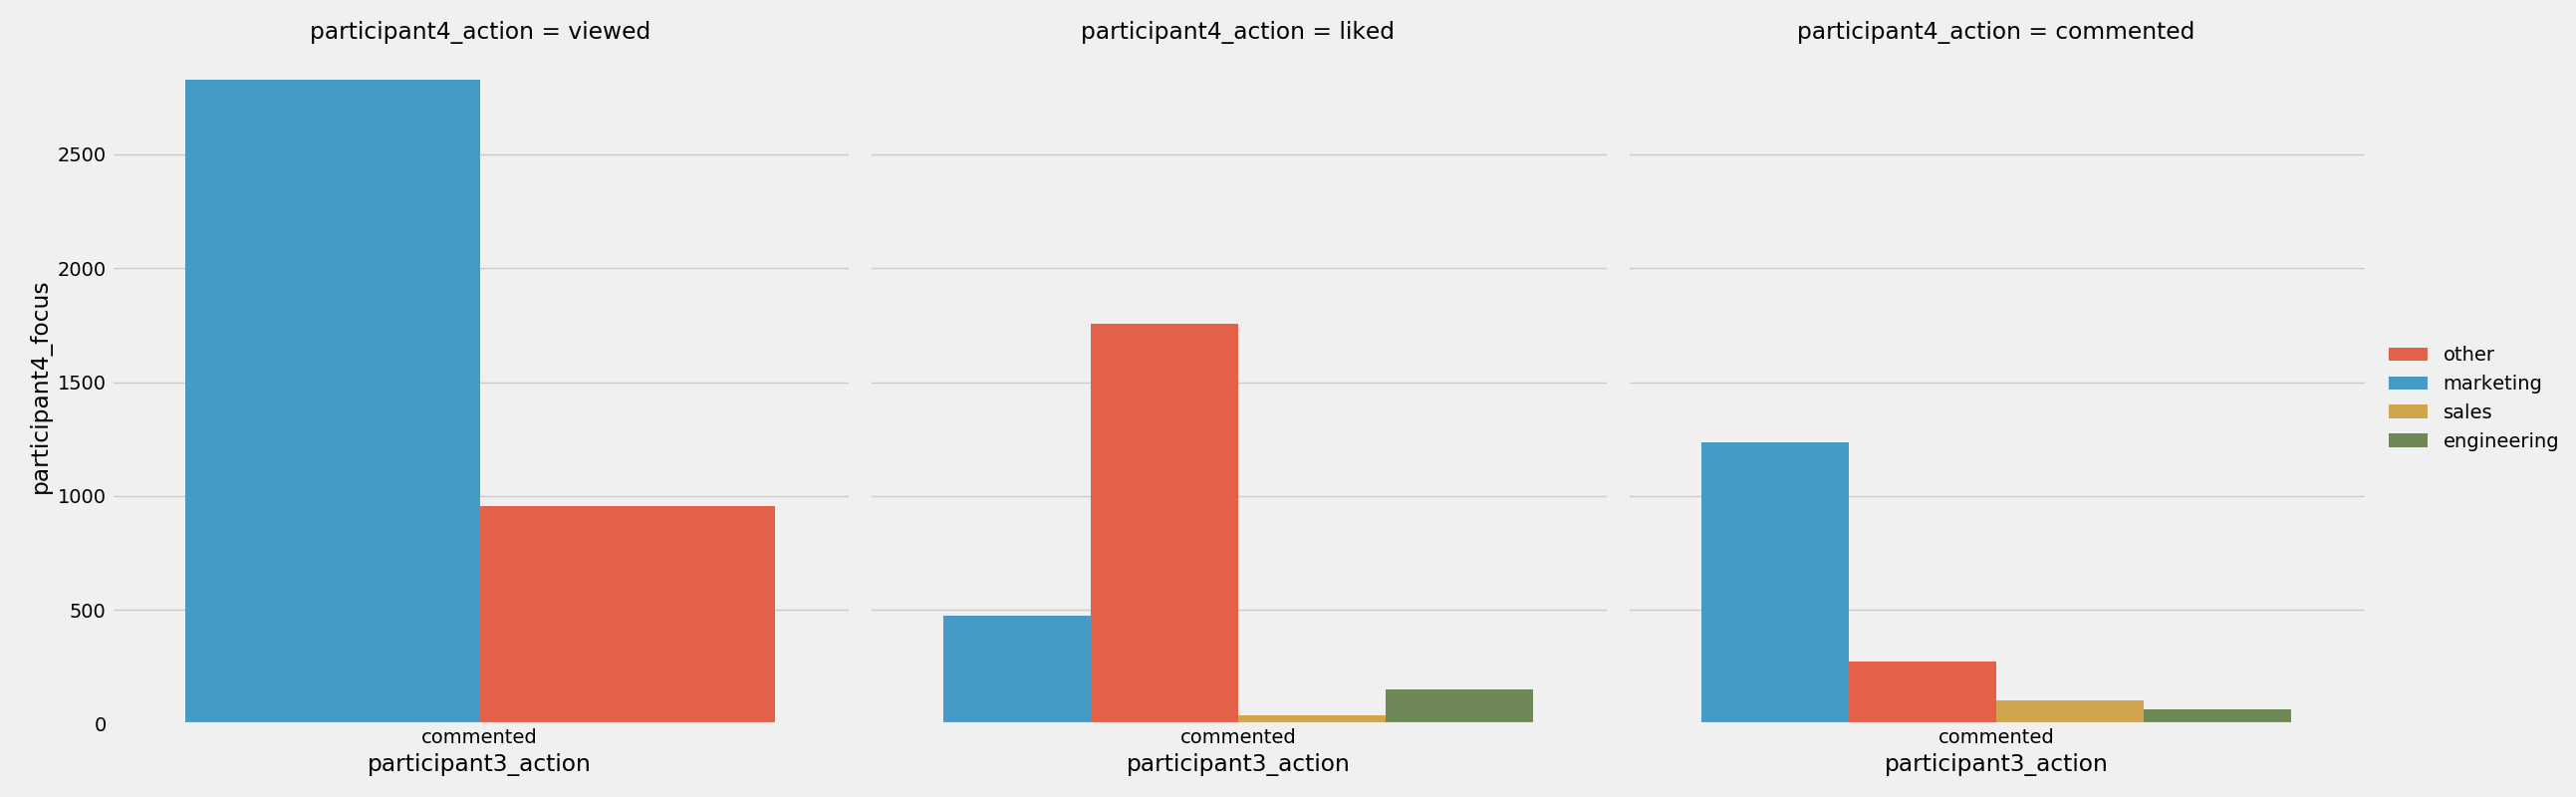 participant4_action = viewed
participant4_action = liked
participant4_action = commented
participant4_focus
2500
2000
1500
1000
500
0
commented
commented
commented
participant3_action
participant3_action
participant3_action
other
marketing
sales
engineering